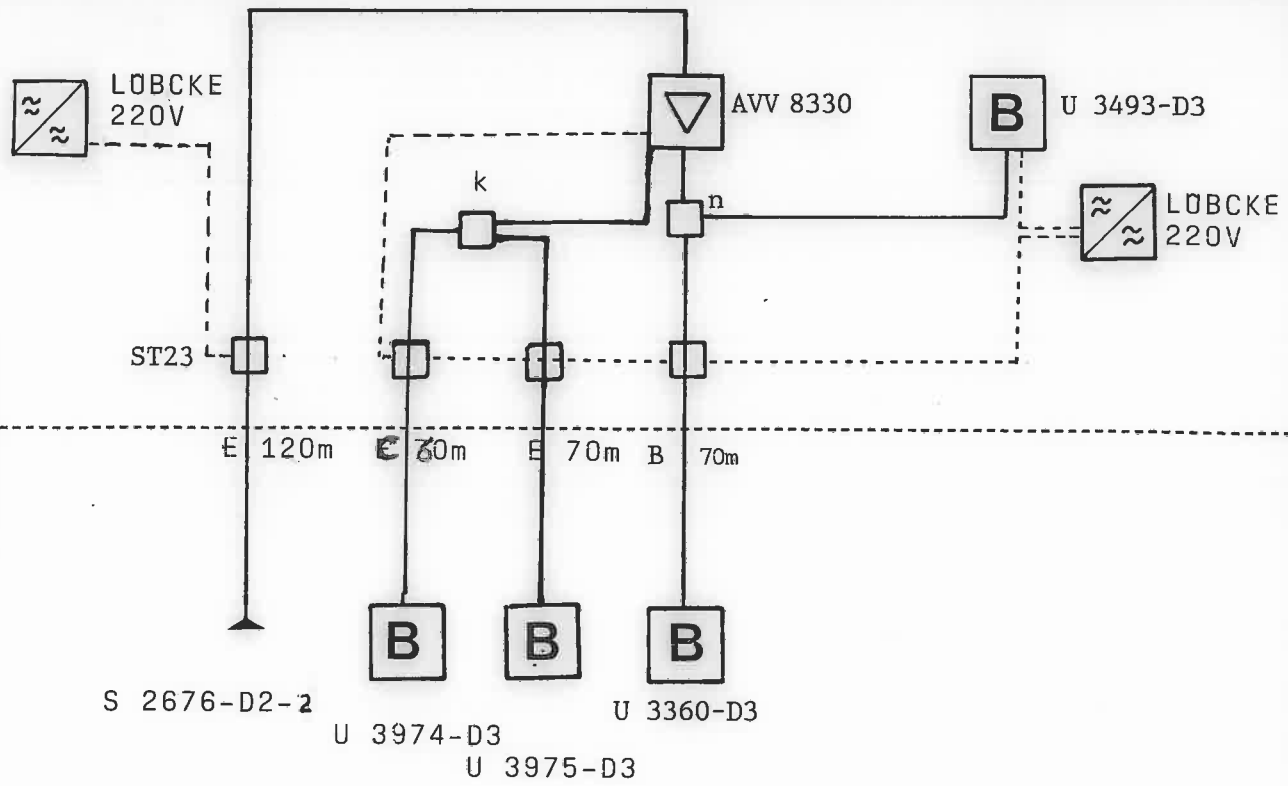 LÜBCKE
220V
AVV 8330
B
U 3493-D3
k
n
LÜBCKE
220V
ST23
E 120m
70m
B 70m
B
B
B
S 2676-D2-2
U 3974-D3
U 3975-D3
U 3360-D3